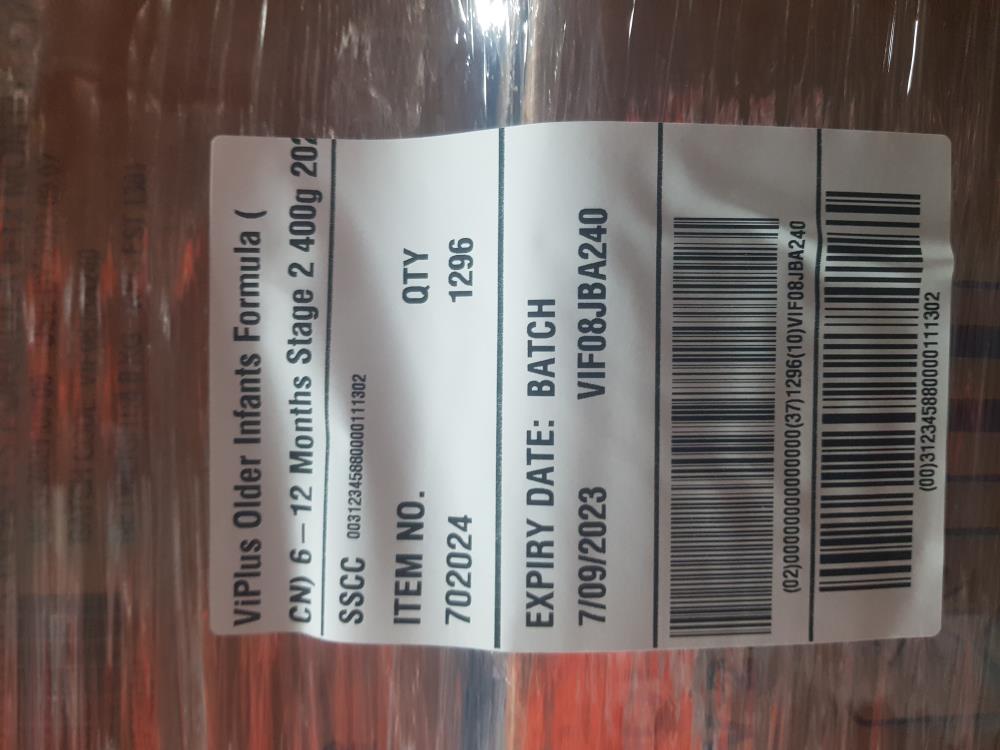 ViPlus Older Infants Formula (
CN) 6 – 12 Months Stage 2 400g 202
SSCC 00312345880000111302
ITEM NO. QTY
702024 1296
EXPIRY DATE: BATCH
7/09/2023 VIF08JBA240
(02)00000000000000(37)1296(10)VIF08JBA240
(00)312345880000111302